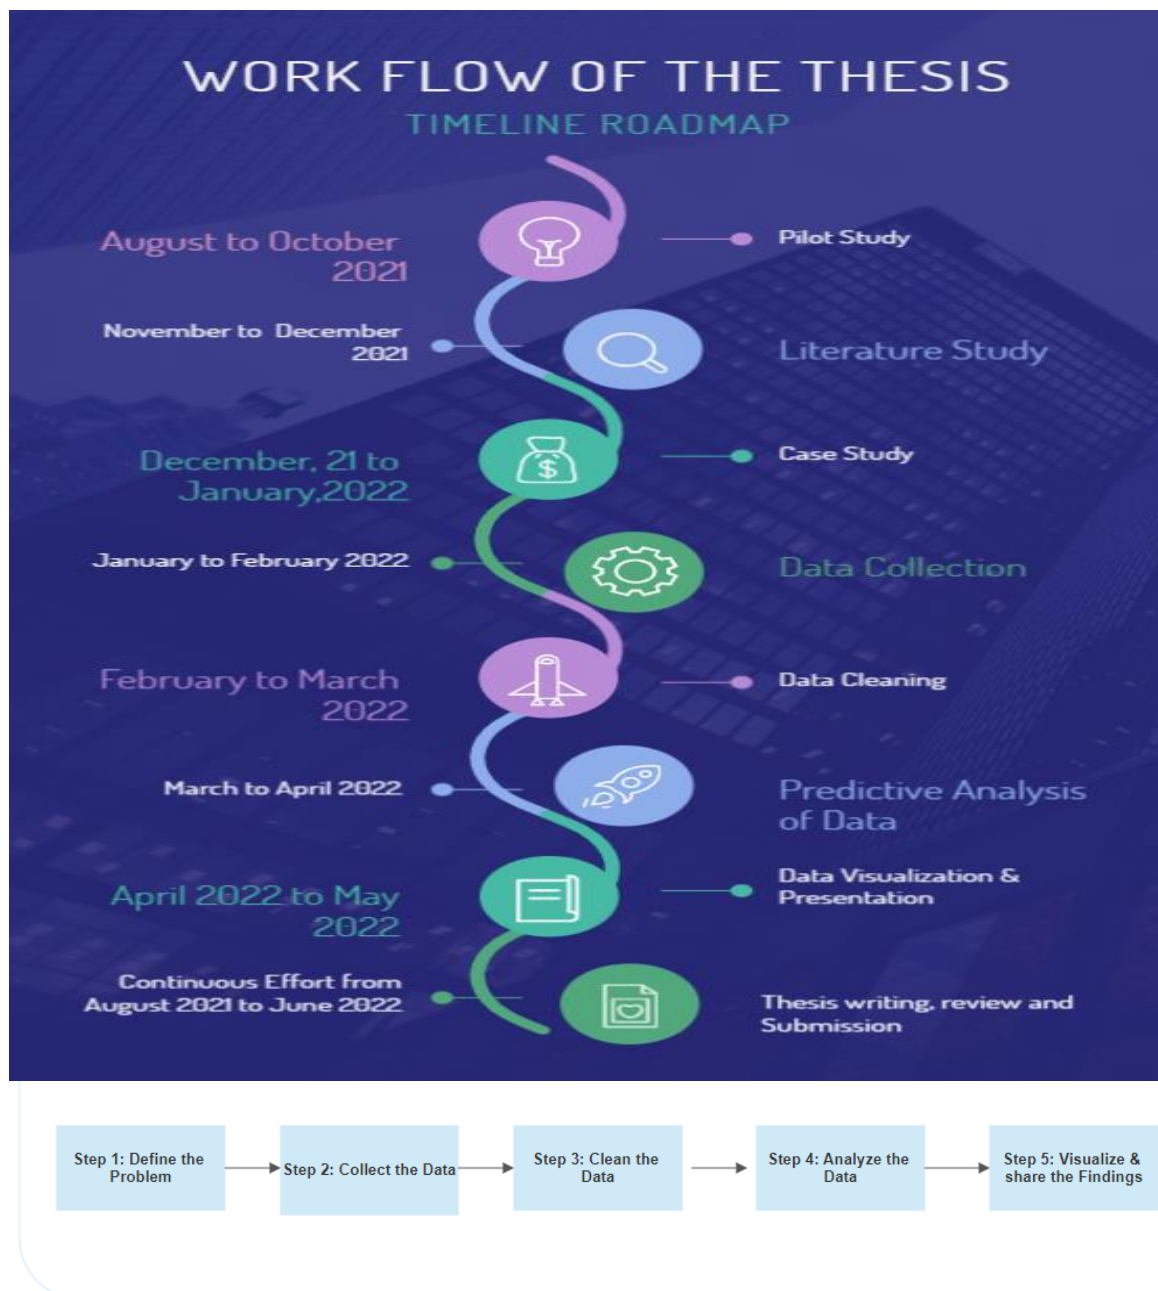 WORK FLOW OF THE THESIS
TIMELINE ROADMAP
August to October
2021
Pilot Study
November to December
2021
Literature Study
December, 21 to
January,2022
$
Case Study
January to February 2022
Data Collection
February to March
2022
Data Cleaning
March to April 2022
Predictive Analysis
of Data
April 2022 to May
2022
Data Visualization &
Presentation
Continuous Effort from
August 2021 to June 2022
Thesis writing, review and
Submission
Step 1: Define the
Problem
Step 2: Collect the Data
Step 3: Clean the
Data
Step 4: Analyze the
Data
Step 5: Visualize &
share the Findings